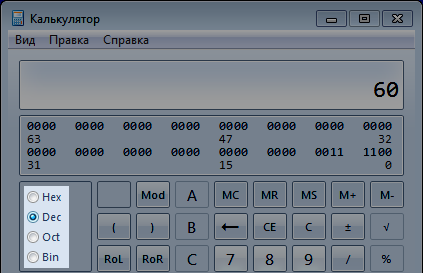 Калькулятор
Вид Правка Справка
60
0000 0000 0000 0000 0000 0000 0000 0000
63 47 32
0000 0000 0000 0000 0000 0000 0011 1100
31 15 0
Hex Mod A MC MR MS M+ M-
Dec ( ) B ← CE C ± √
Oct
Bin RoL RoR C 7 8 9 / %